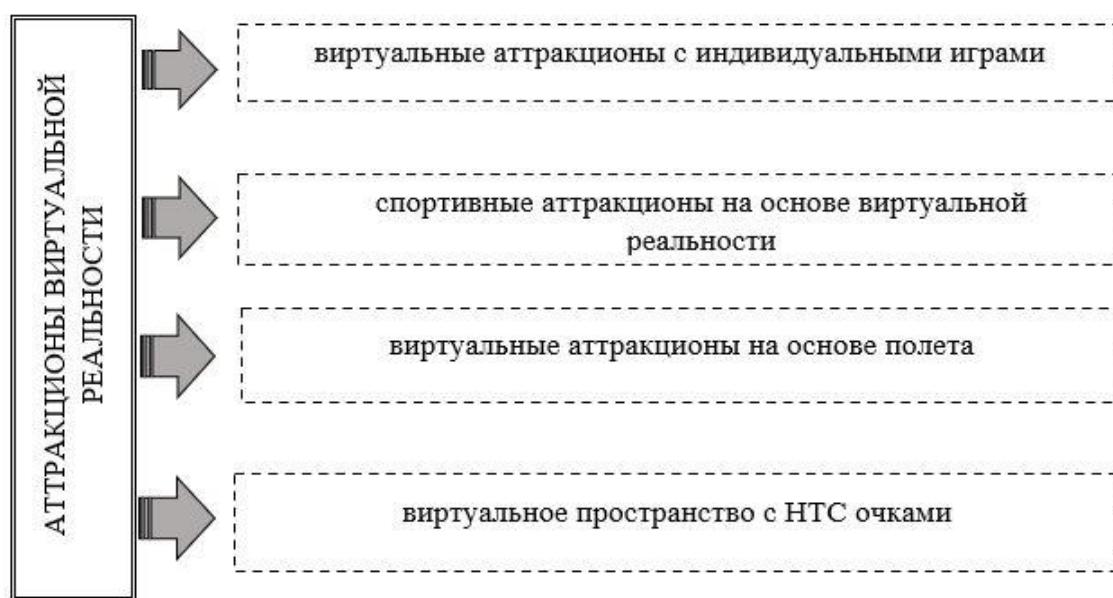 АТТРАКЦИОНЫ ВИРТУАЛЬНОЙ
РЕАЛЬНОСТИ
виртуальные аттракционы с индивидуальными играми
спортивные аттракционы на основе виртуальной
реальности
виртуальные аттракционы на основе полета
виртуальное пространство с HTC очками